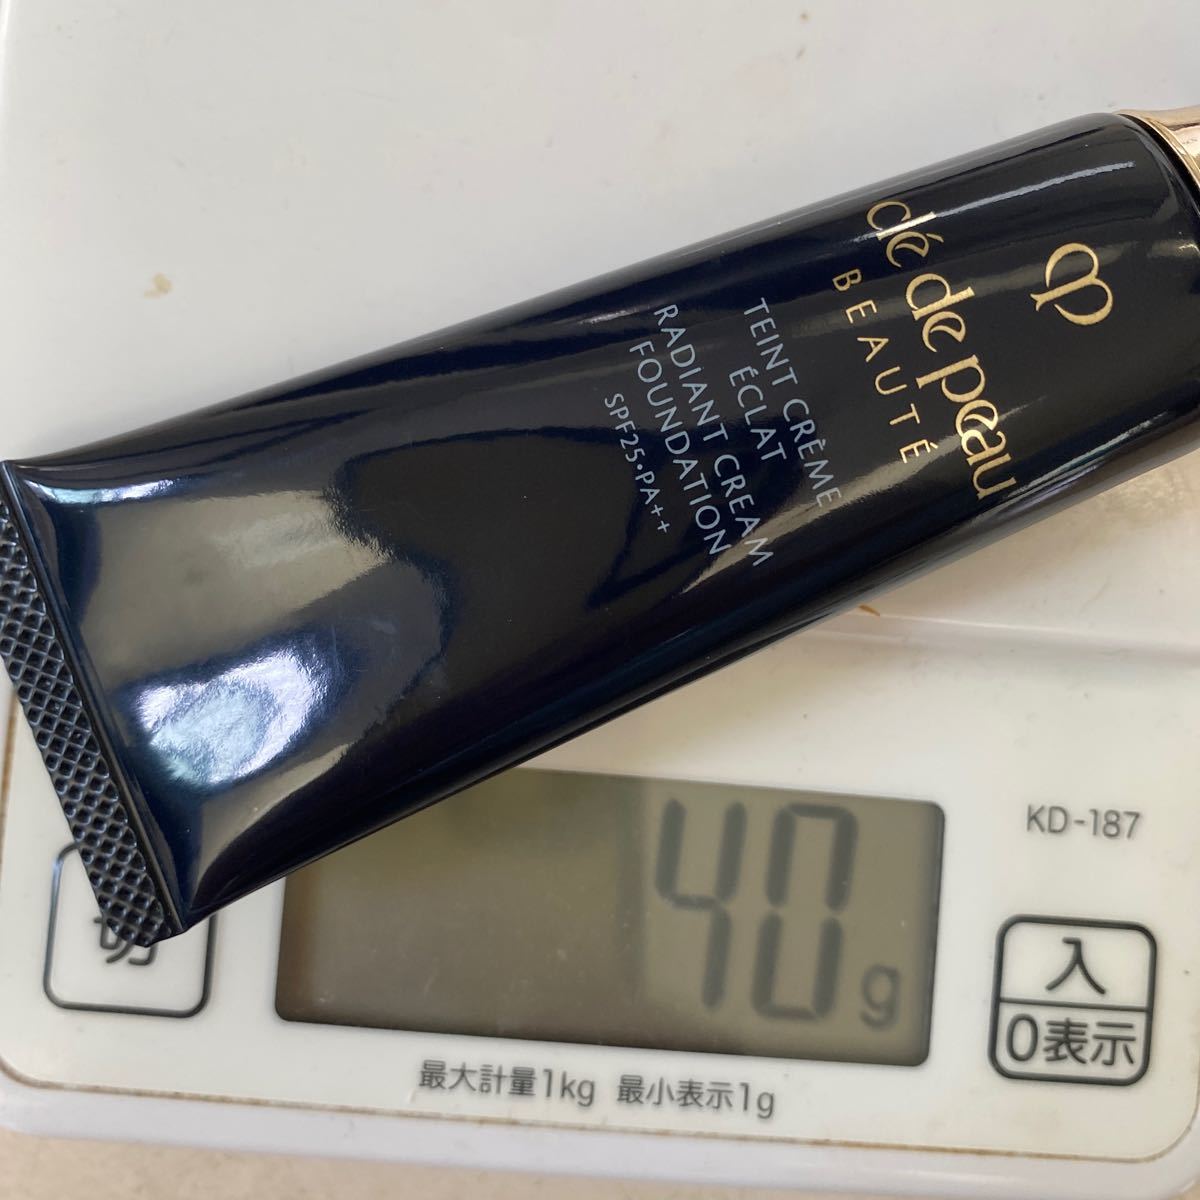 clé de peau
BEAUTÉ
TEINT CRÈME
ÉCLAT
RADIANT CREAM
FOUNDATION
SPF25・PA++
KD-187
40g
切
入
0表示
最大計量1kg 最小表示1g